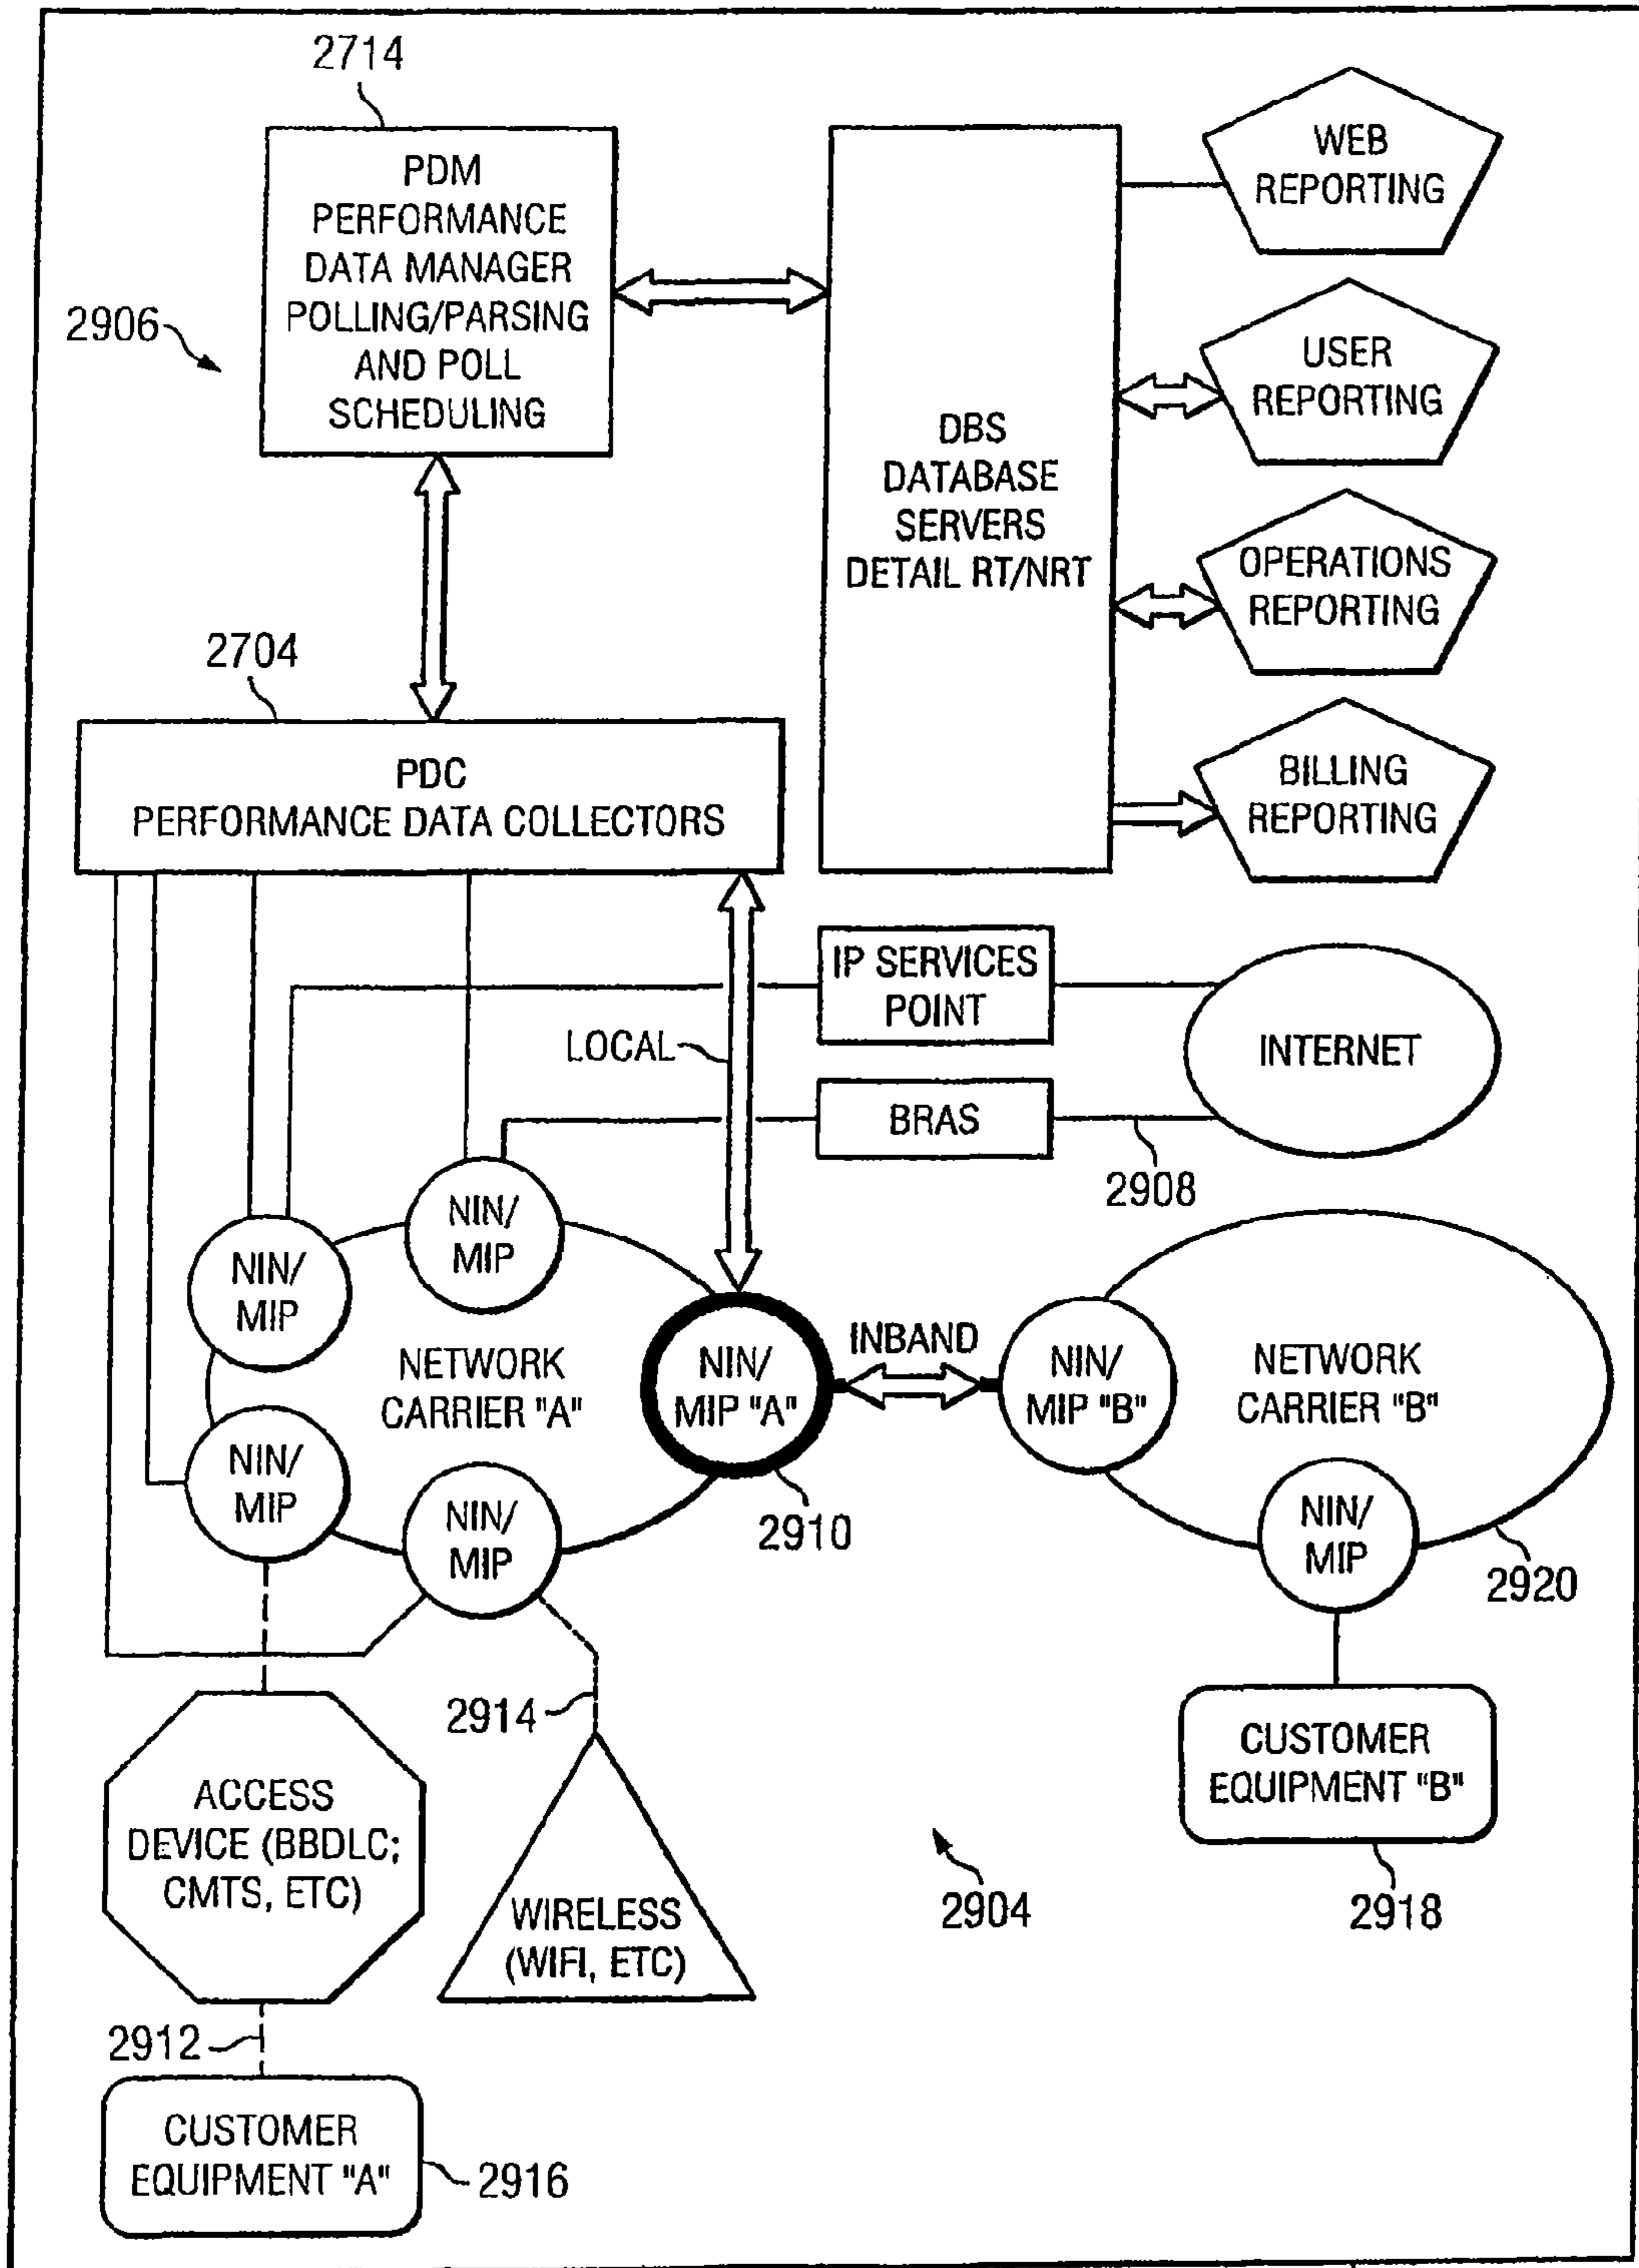 2714
PDM
PERFORMANCE
DATA MANAGER
POLLING/PARSING
AND POLL
SCHEDULING
2906
DBS
DATABASE
SERVERS
DETAIL RT/NRT
WEB
REPORTING
USER
REPORTING
OPERATIONS
REPORTING
BILLING
REPORTING
2704
PDC
PERFORMANCE DATA COLLECTORS
IP SERVICES
POINT
LOCAL
INTERNET
BRAS
2908
NIN/
MIP
NIN/
MIP
NETWORK
CARRIER "A"
NIN/
MIP "A"
INBAND
NIN/
MIP "B"
NETWORK
CARRIER "B"
NIN/
MIP
NIN/
MIP
2910
NIN/
MIP
2920
2914
ACCESS
DEVICE (BBDLC;
CMTS, ETC)
WIRELESS
(WIFI, ETC)
CUSTOMER
EQUIPMENT "B"
2904
2918
2912
CUSTOMER
EQUIPMENT "A"
2916